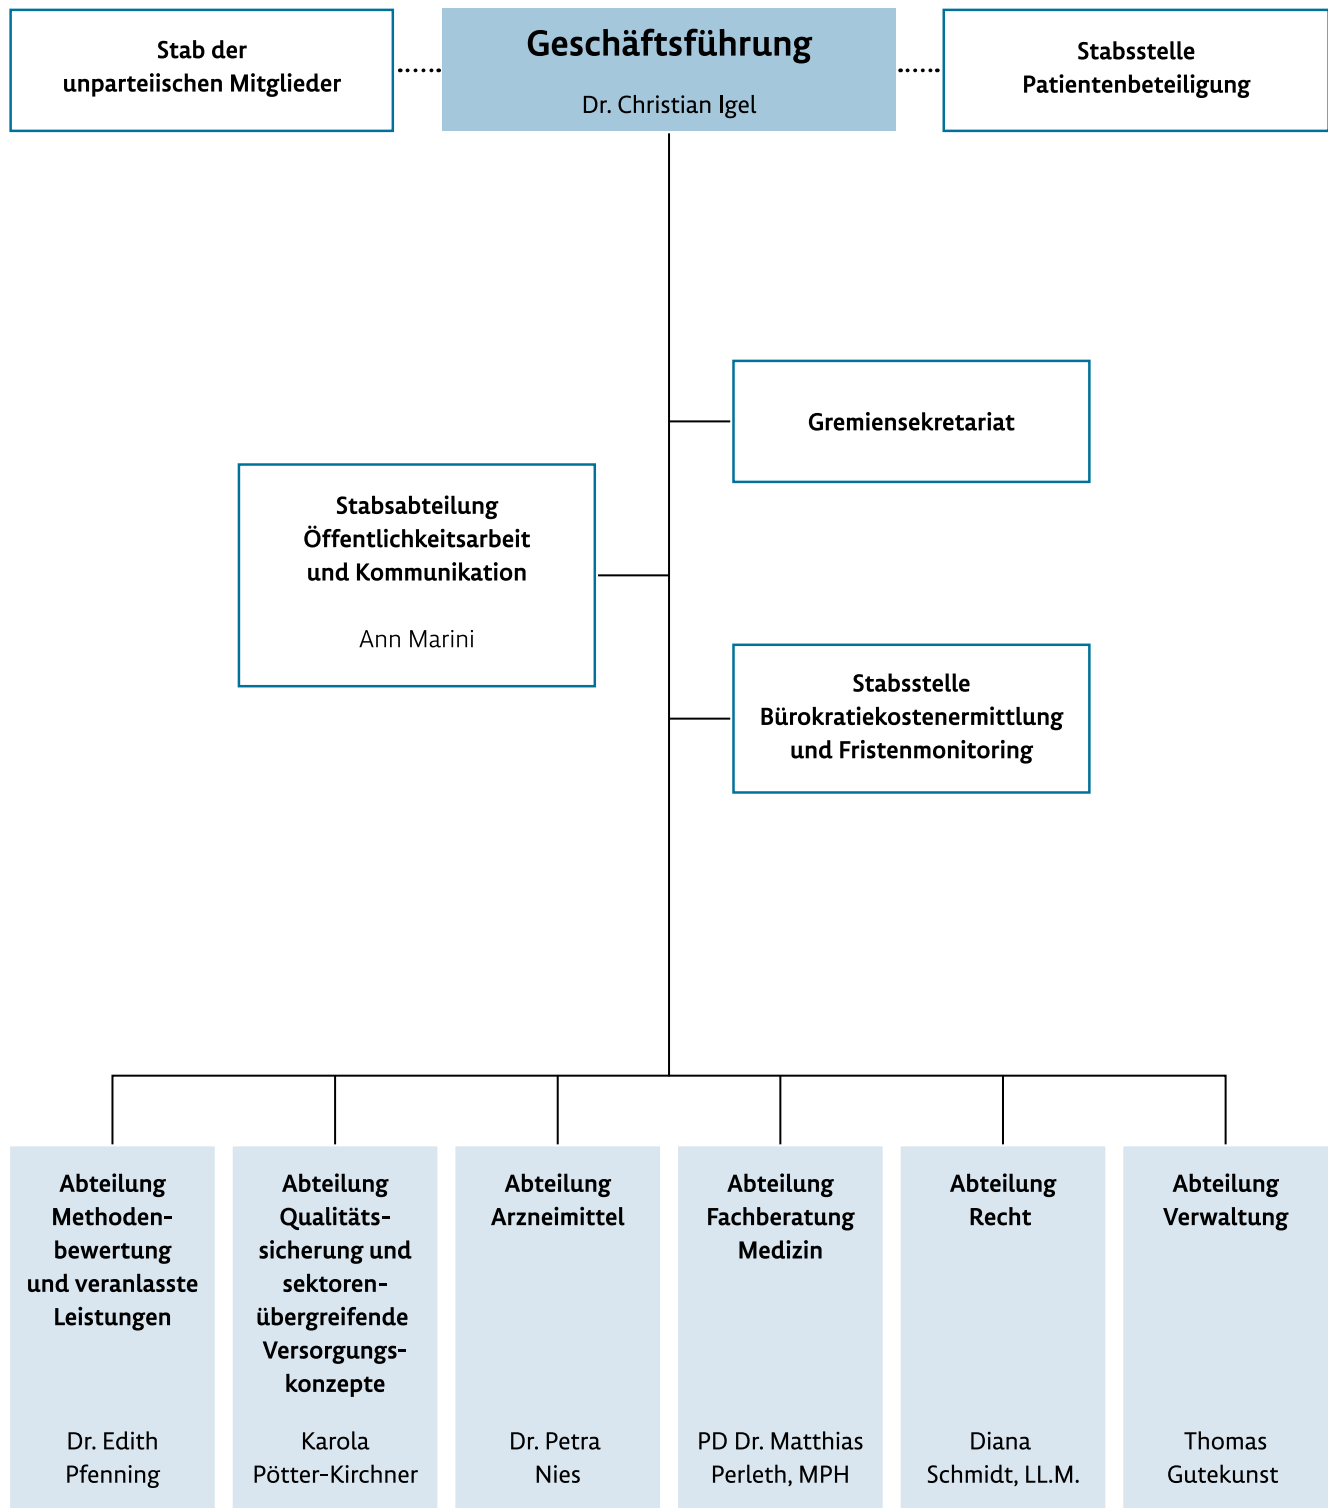 Stab der
unparteiischen Mitglieder
Geschäftsführung
Dr. Christian Igel
Stabsstelle
Patientenbeteiligung
Gremiensekretariat
Stabsabteilung
Öffentlichkeitsarbeit
und Kommunikation
Ann Marini
Stabsstelle
Bürokratiekostenermittlung
und Fristenmonitoring
Abteilung
Methoden-
bewertung
und veranlasste
Leistungen
Dr. Edith
Pfenning
Abteilung
Qualitäts-
sicherung und
sektoren-
übergreifende
Versorgungs-
konzepte
Karola
Pötter-Kirchner
Abteilung
Arzneimittel
Dr. Petra
Nies
Abteilung
Fachberatung
Medizin
PD Dr. Matthias
Perleth, MPH
Abteilung
Recht
Diana
Schmidt, LL.M.
Abteilung
Verwaltung
Thomas
Gutekunst